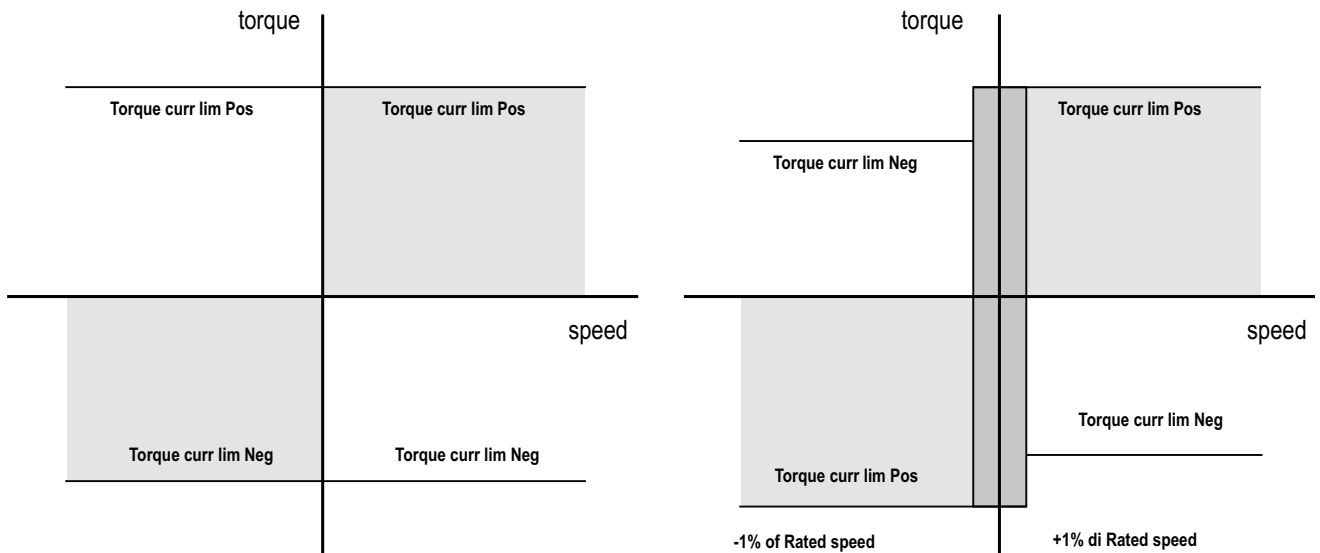 torque
Torque curr lim Pos
Torque curr lim Pos
speed
Torque curr lim Neg
Torque curr lim Neg
torque
Torque curr lim Pos
Torque curr lim Neg
speed
Torque curr lim Neg
Torque curr lim Pos
-1% of Rated speed
+1% di Rated speed